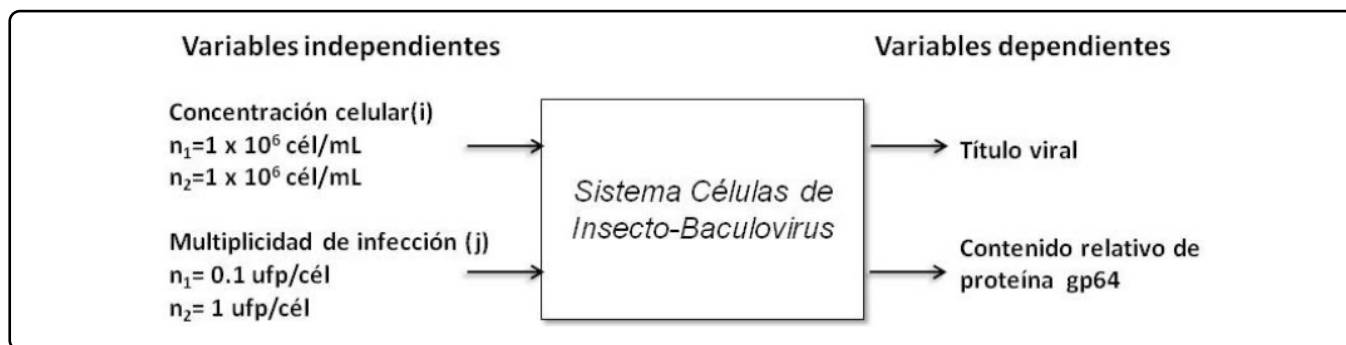 Variables independientes
Variables dependientes
Concentración celular(i)
n₁=1 x 10⁶ cél/mL
n₂=1 x 10⁶ cél/mL
Multiplicidad de infección (j)
n₁= 0.1 ufp/cél
n₂= 1 ufp/cél
Sistema Células de
Insecto-Baculovirus
Título viral
Contenido relativo de
proteína gp64